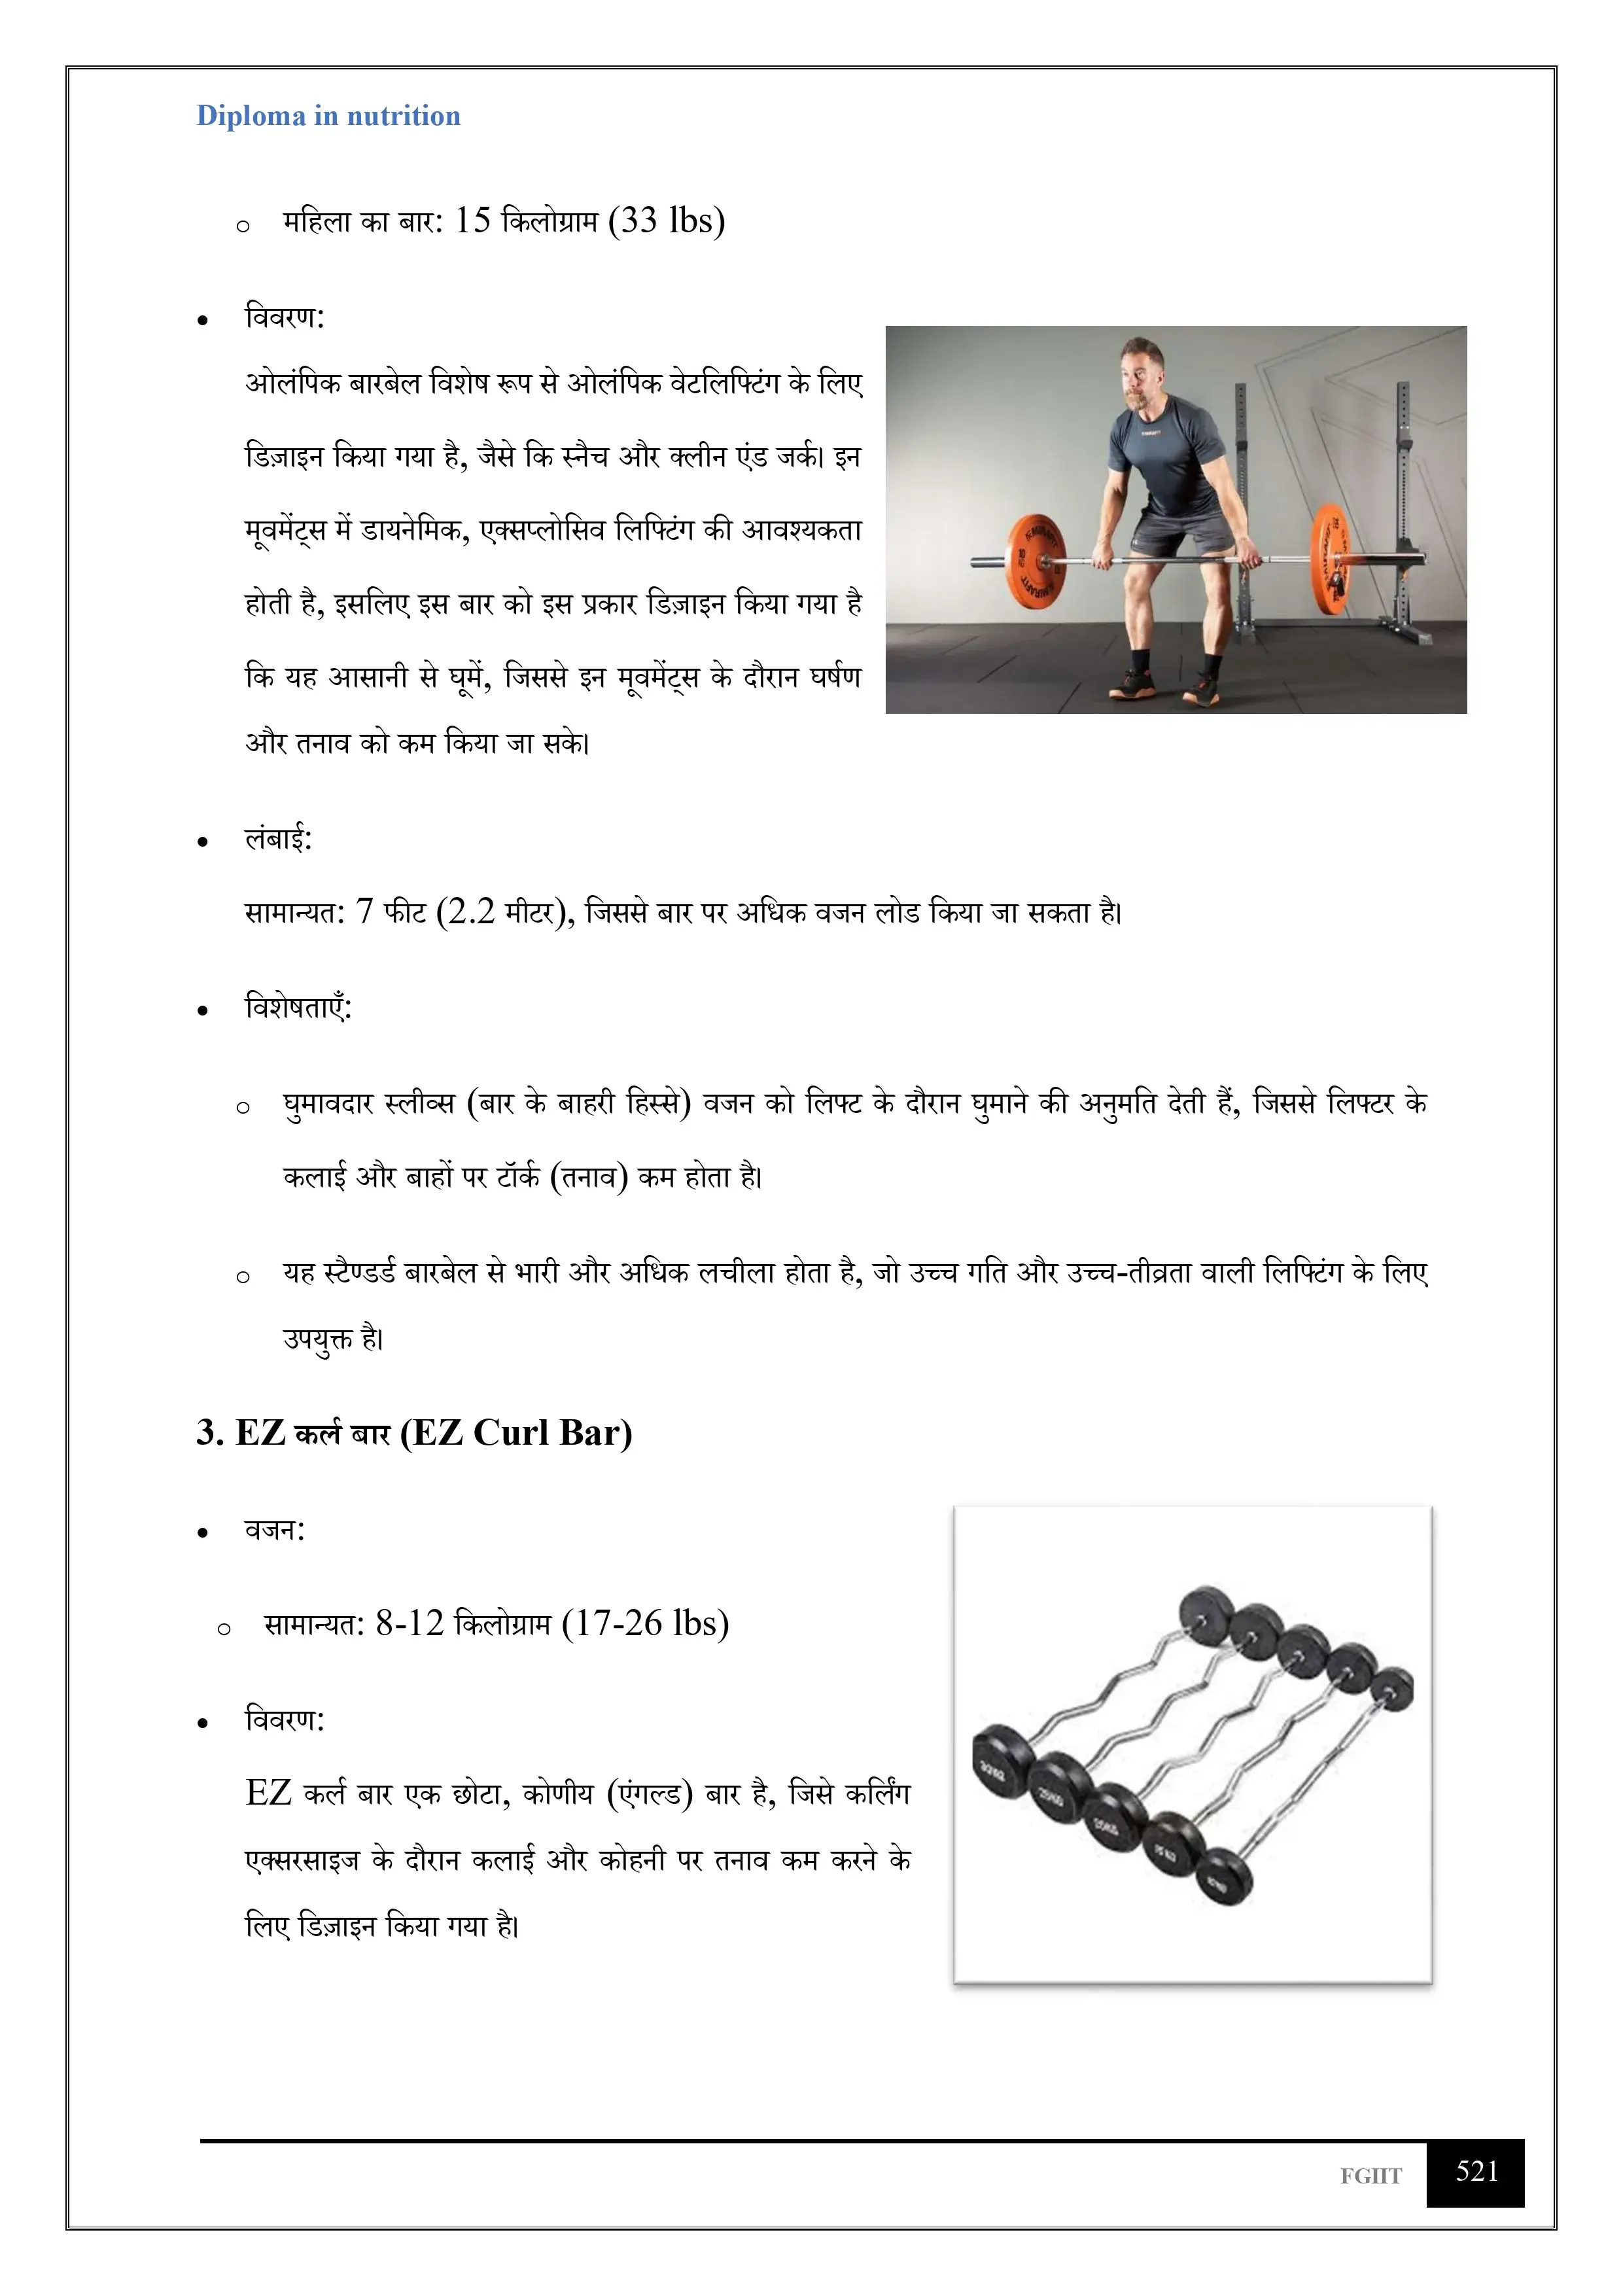 Diploma in nutrition
o महिला का बार: 15 किलोग्राम (33 lbs)
• विवरण:
ओलंपिक बारबेल विशेष रूप से ओलंपिक वेटलिफ्टिंग के लिए
डिज़ाइन किया गया है, जैसे कि स्नैच और क्लीन एंड जर्क। इन
मूवमेंट्स में डायनेमिक, एक्सप्लोसिव लिफ्टिंग की आवश्यकता
होती है, इसलिए इस बार को इस प्रकार डिज़ाइन किया गया है
कि यह आसानी से घूमें, जिससे इन मूवमेंट्स के दौरान घर्षण
और तनाव को कम किया जा सके।
• लंबाई:
सामान्यत: 7 फीट (2.2 मीटर), जिससे बार पर अधिक वजन लोड किया जा सकता है।
• विशेषताएँ:
o घुमावदार स्लीव्स (बार के बाहरी हिस्से) वजन को लिफ्ट के दौरान घुमाने की अनुमति देती हैं, जिससे लिफ्टर के
कलाई और बाहों पर टॉर्क (तनाव) कम होता है।
o यह स्टैण्डर्ड बारबेल से भारी और अधिक लचीला होता है, जो उच्च गति और उच्च-तीव्रता वाली लिफ्टिंग के लिए
उपयुक्त है।
3. EZ कर्ल बार (EZ Curl Bar)
• वजन:
o सामान्यत: 8-12 किलोग्राम (17-26 lbs)
• विवरण:
EZ कर्ल बार एक छोटा, कोणीय (एंगल्ड) बार है, जिसे कर्लिंग
एक्सरसाइज के दौरान कलाई और कोहनी पर तनाव कम करने के
लिए डिज़ाइन किया गया है।
FGIIT 521